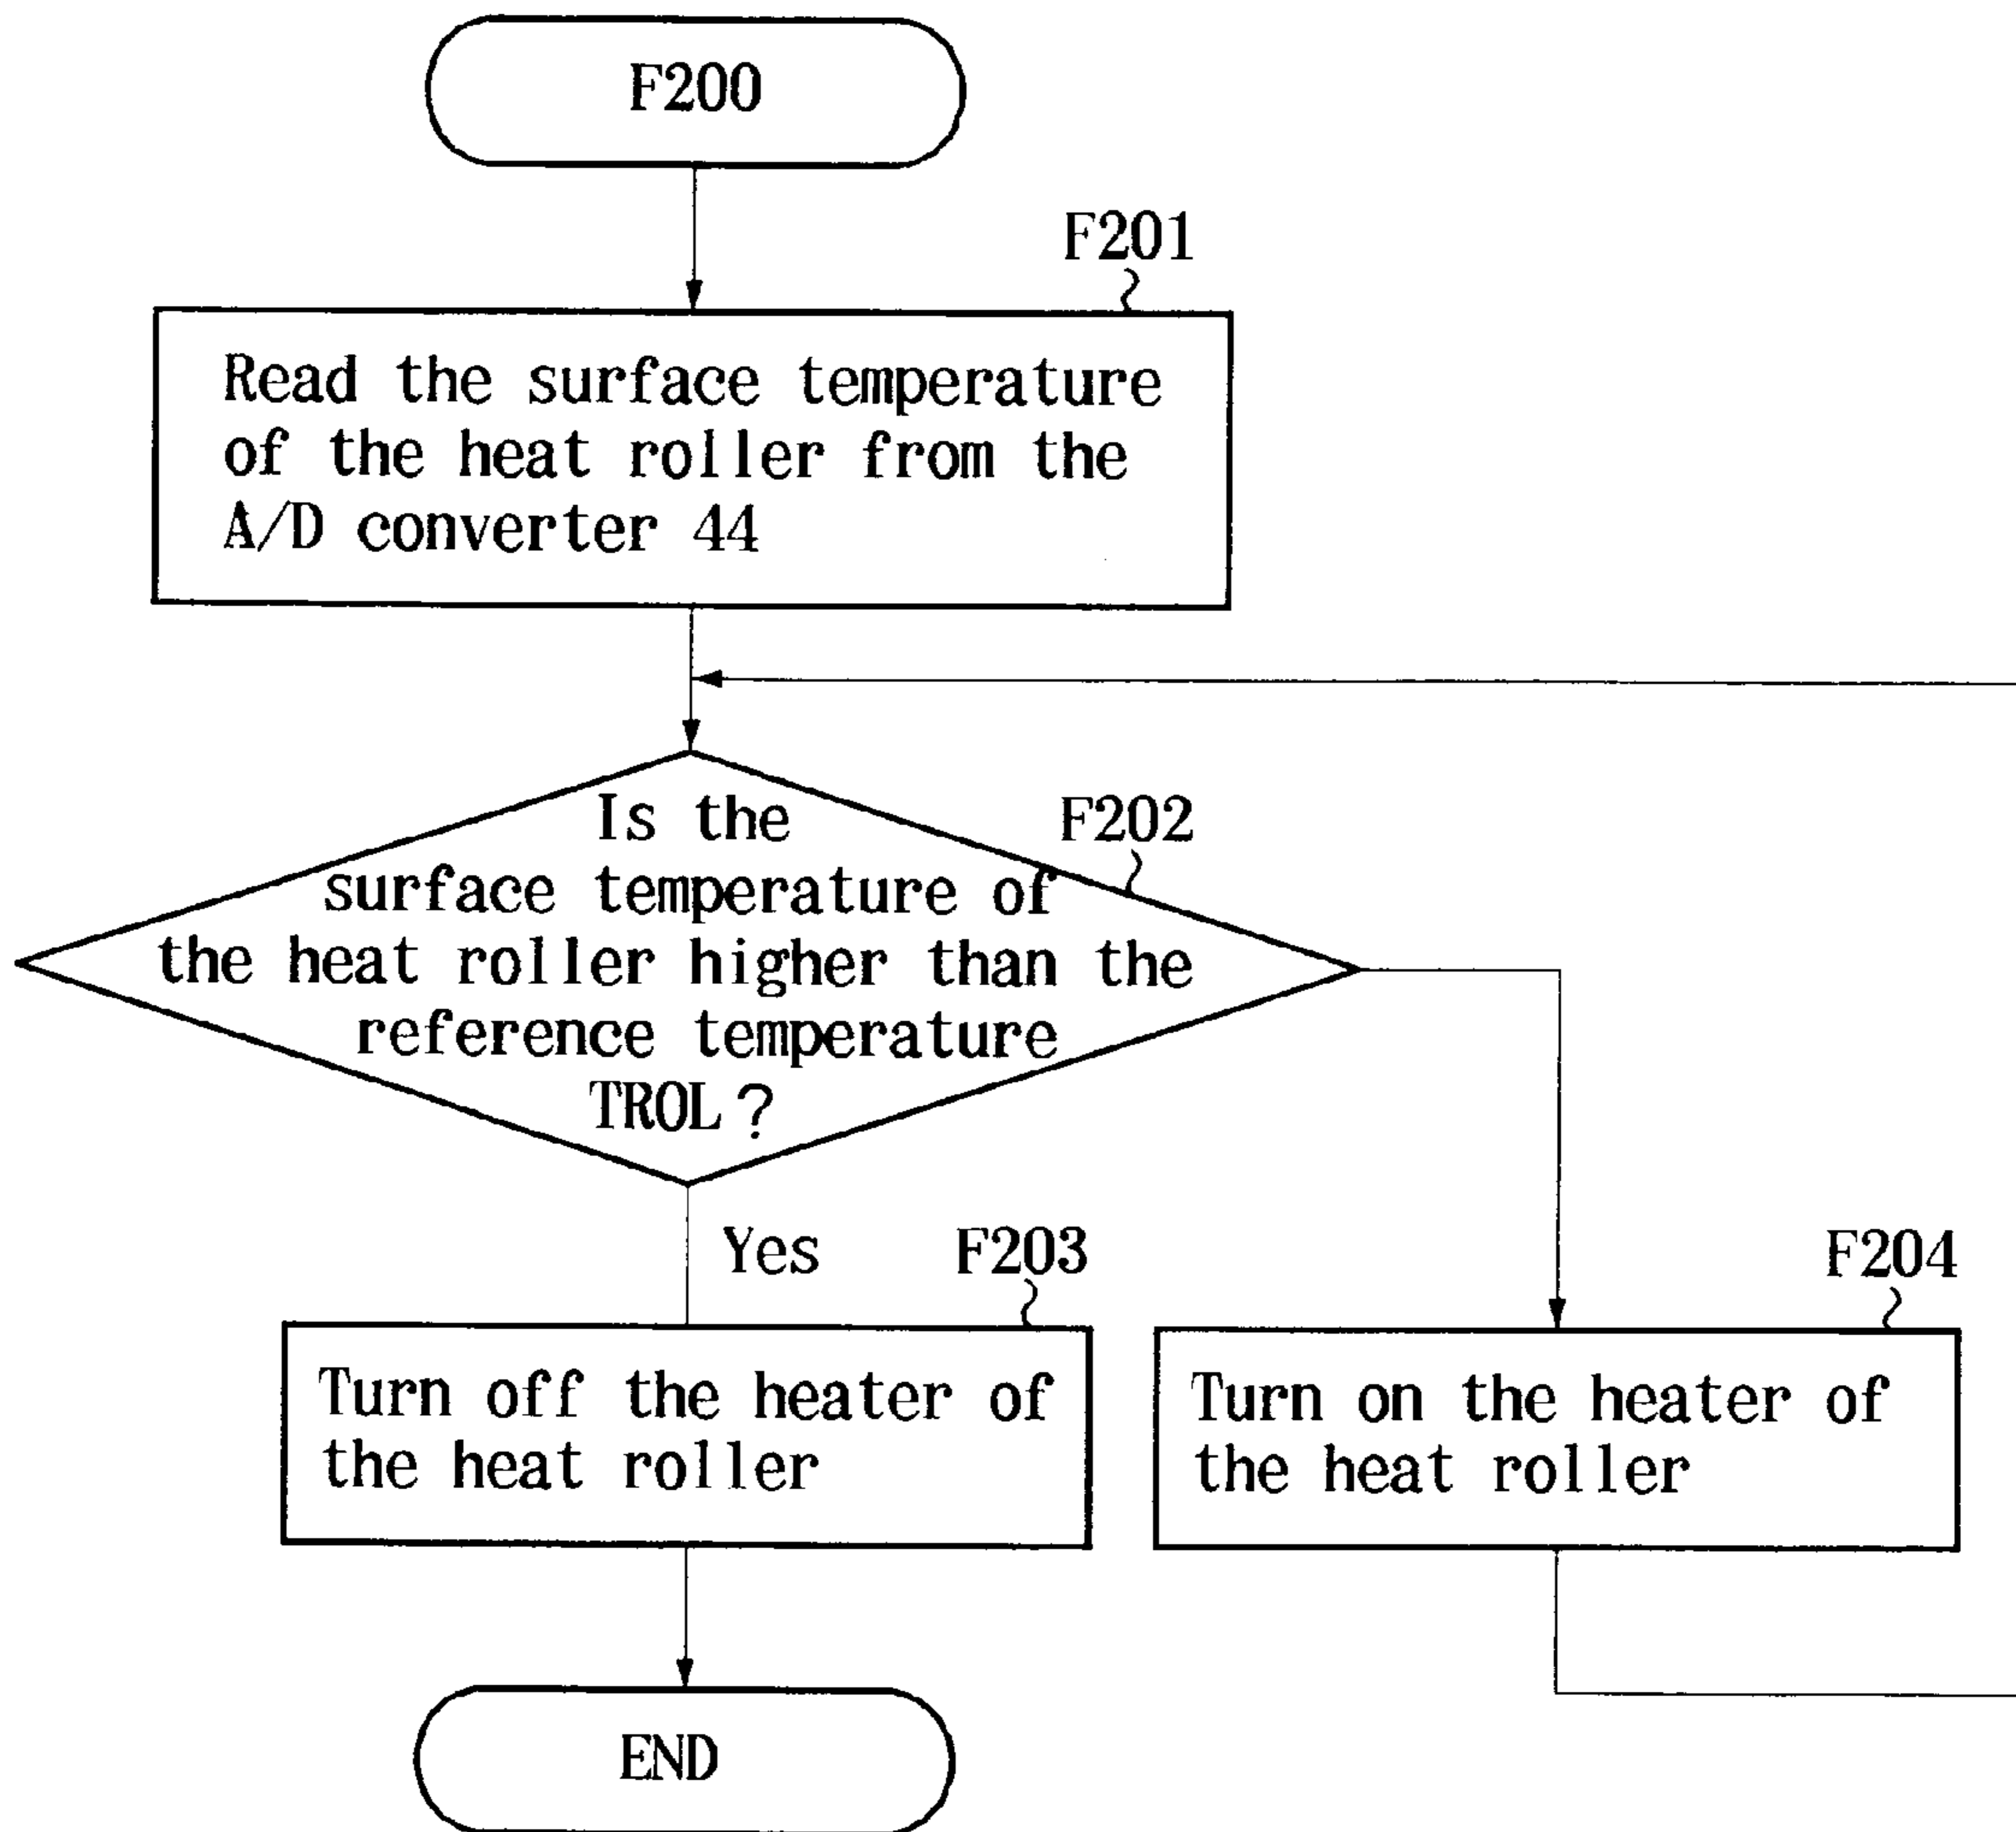 F200
F201
Read the surface temperature
of the heat roller from the
A/D converter 44
F202
Is the
surface temperature of
the heat roller higher than the
reference temperature
TROL?
Yes
F203
F204
Turn off the heater of
the heat roller
Turn on the heater of
the heat roller
END